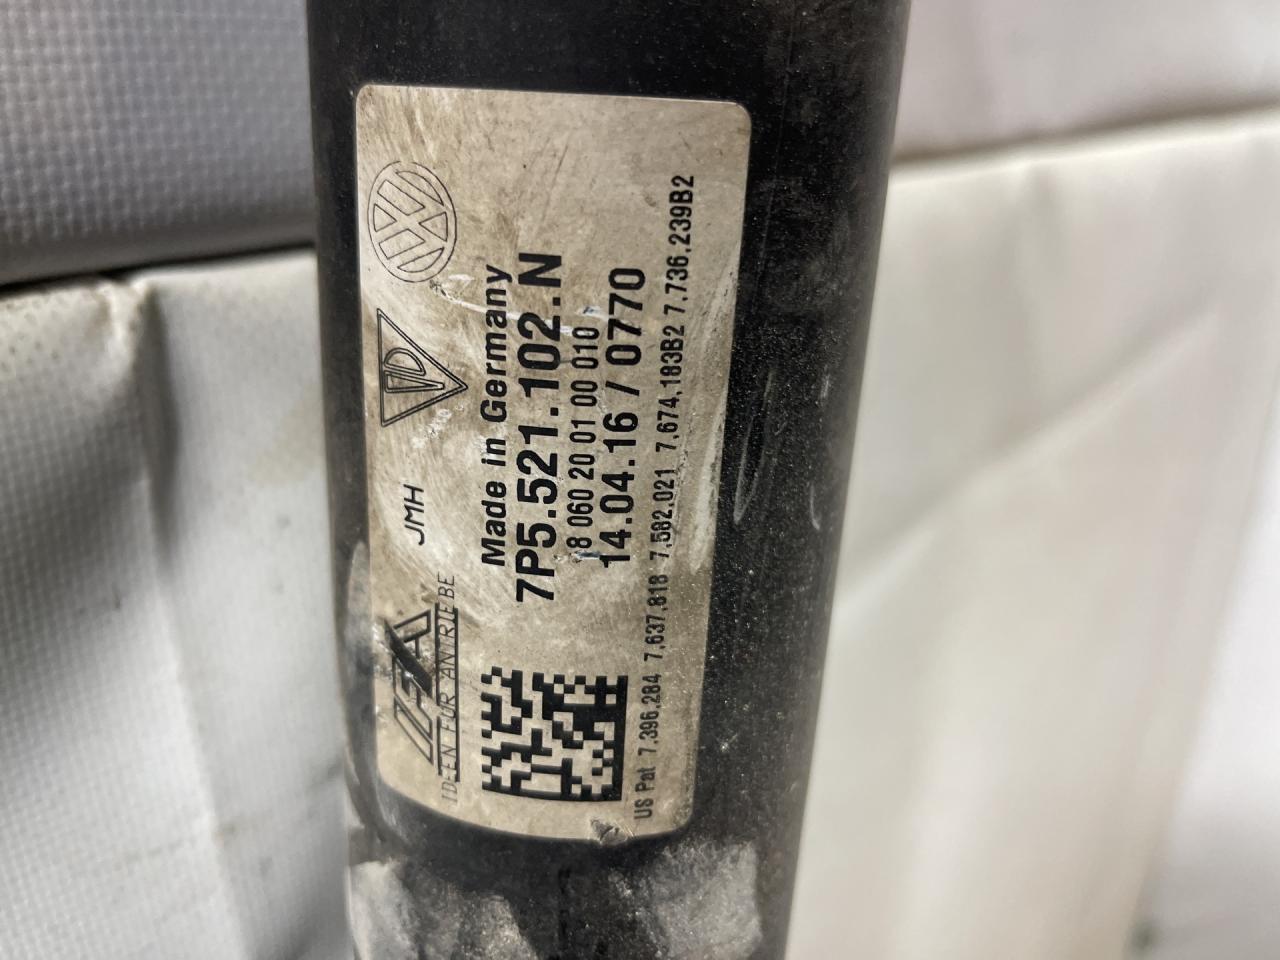 JMH
IFA
IDEEN FÜR ANTRIEBE
Made in Germany
7P5.521.102.N
8 060 20 01 00 010
14.04.16 / 0770
US Pat 7.396.284 7.637.818 7.582.021 7.674.183B2 7.736.239B2